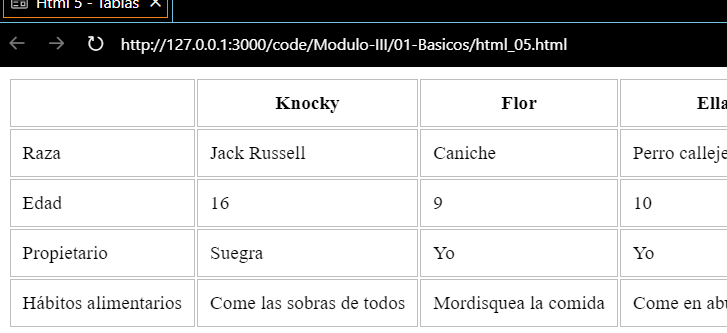 Html 5 - Tablas
http://127.0.0.1:3000/code/Modulo-III/01-Basicos/html_05.html
Knocky Flor Ella
Raza Jack Russell Caniche Perro calleje
Edad 16 9 10
Propietario Suegra Yo Yo
Hábitos alimentarios Come las sobras de todos Mordisquea la comida Come en abu